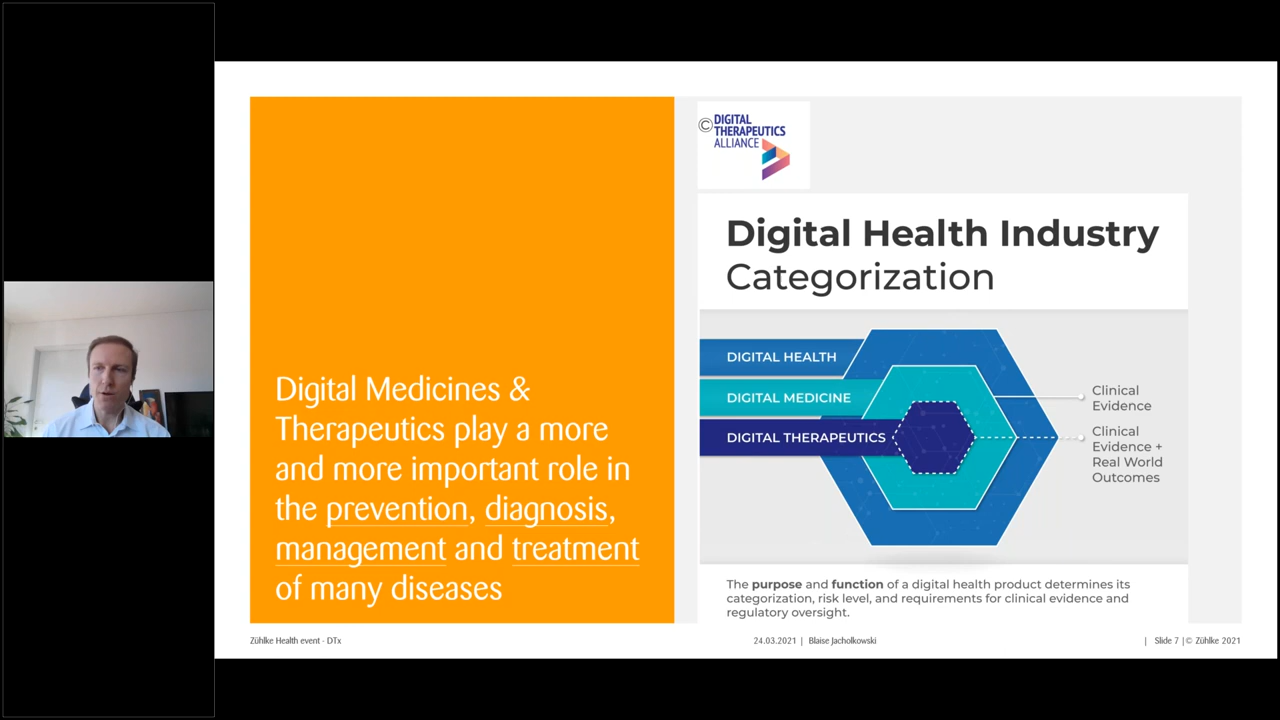 Digital Medicines &
Therapeutics play a more
and more important role in
the prevention, diagnosis,
management and treatment
of many diseases
©DIGITAL
THERAPEUTICS
ALLIANCE
Digital Health Industry
Categorization
DIGITAL HEALTH
DIGITAL MEDICINE
DIGITAL THERAPEUTICS
Clinical
Evidence
Clinical
Evidence +
Real World
Outcomes
The purpose and function of a digital health product determines its
categorization, risk level, and requirements for clinical evidence and
regulatory oversight.
Zühlke Health event - DTx
24.03.2021 | Blaise Jacholkowski
| Slide 7 | © Zühlke 2021